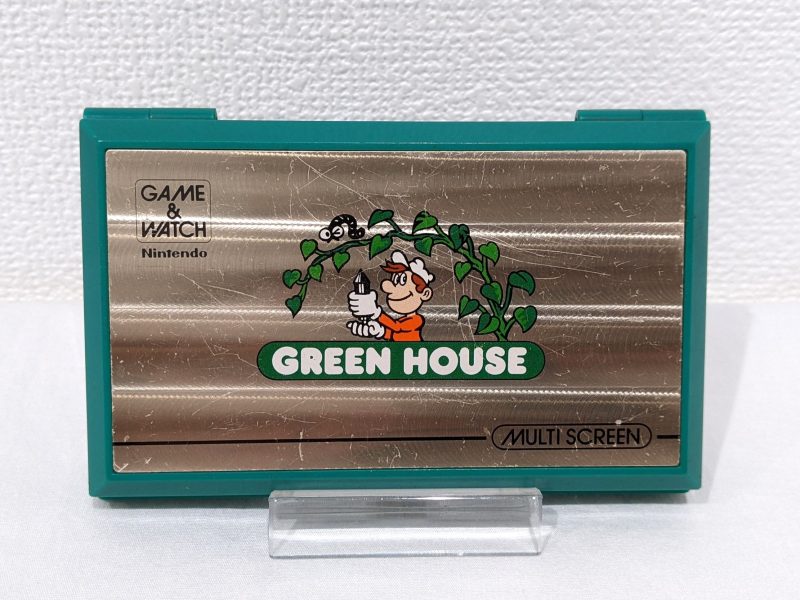 GAME
&
WATCH
Nintendo
GREEN HOUSE
MULTI SCREEN